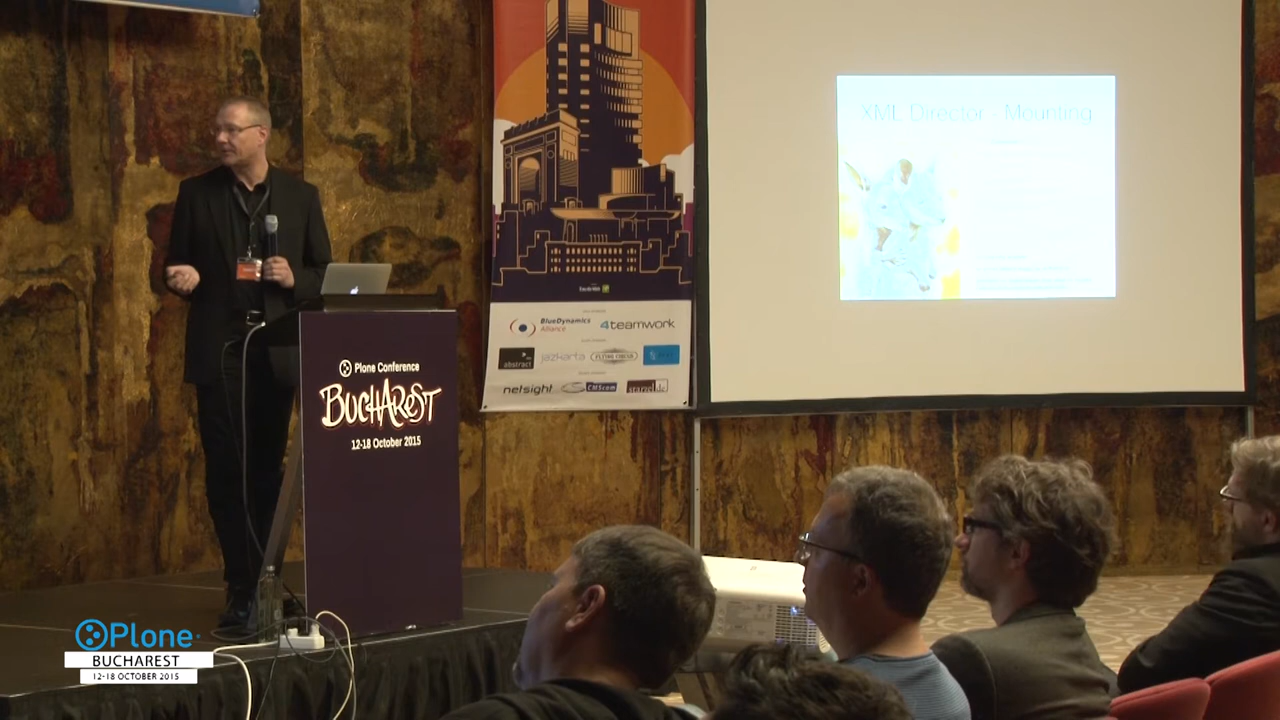 XML Director - Mounting
BlueDynamics
Alliance
4teamwork
abstract
jazkarta
netsight
CMScom
Plone Conference
BUCHAREST
12-18 October 2015
Plone
BUCHAREST
12-18 OCTOBER 2015